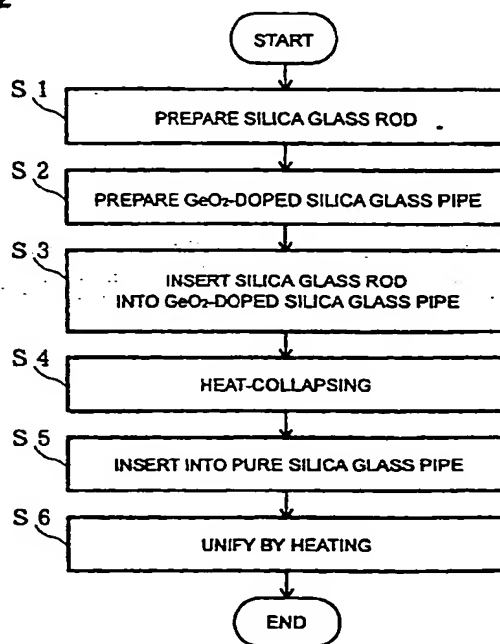 START
S 1
PREPARE SILICA GLASS ROD
S 2
PREPARE GeO₂-DOPED SILICA GLASS PIPE
S 3
INSERT SILICA GLASS ROD
INTO GeO₂-DOPED SILICA GLASS PIPE
S 4
HEAT-COLLAPSING
S 5
INSERT INTO PURE SILICA GLASS PIPE
S 6
UNIFY BY HEATING
END